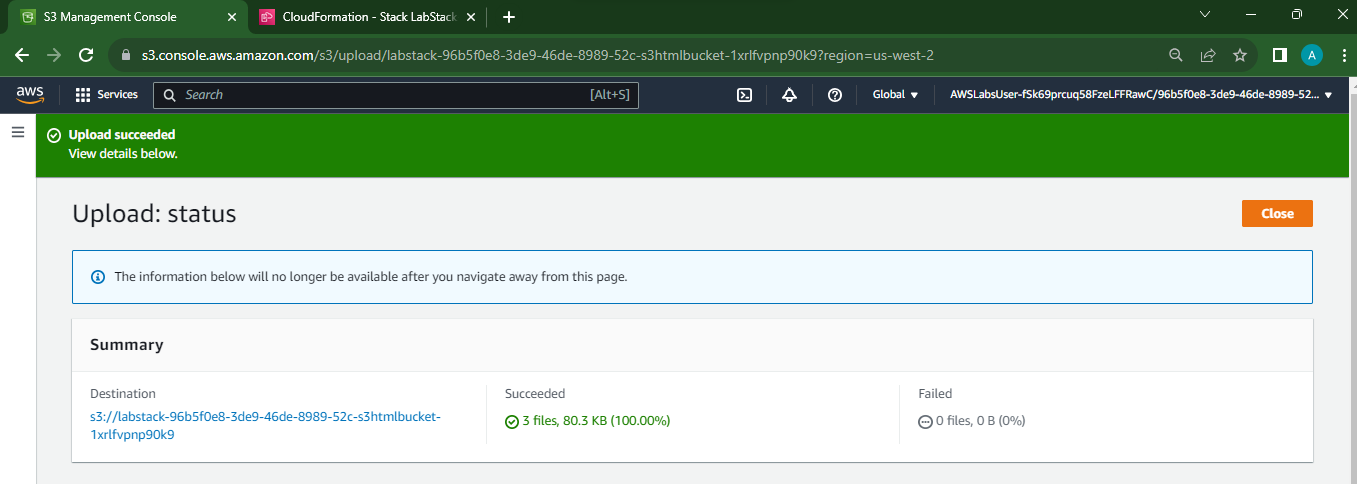 S3 Management Console
CloudFormation - Stack LabStack
s3.console.aws.amazon.com/s3/upload/labstack-96b5f0e8-3de9-46de-8989-52c-s3htmlbucket-1xrlfvpnp90k9?region=us-west-2
A
aws
Services
Search
[Alt+S]
Global
AWSLabsUser-fSk69prcuq58FzeLFFRawC/96b5f0e8-3de9-46de-8989-52...
Upload succeeded
View details below.
Upload: status
Close
The information below will no longer be available after you navigate away from this page.
Summary
Destination
s3://labstack-96b5f0e8-3de9-46de-8989-52c-s3htmlbucket-
1xrlfvpnp90k9
Succeeded
3 files, 80.3 KB (100.00%)
Failed
0 files, 0 B (0%)